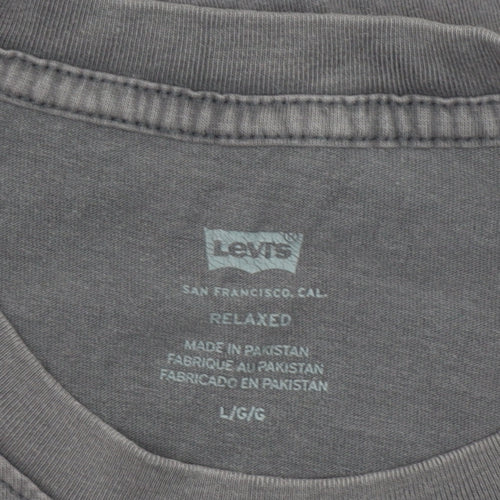 Levi's®
SAN FRANCISCO, CAL.
RELAXED
MADE IN PAKISTAN
FABRIQUE AU PAKISTAN
FABRICADO EN PAKISTAN
L/G/G